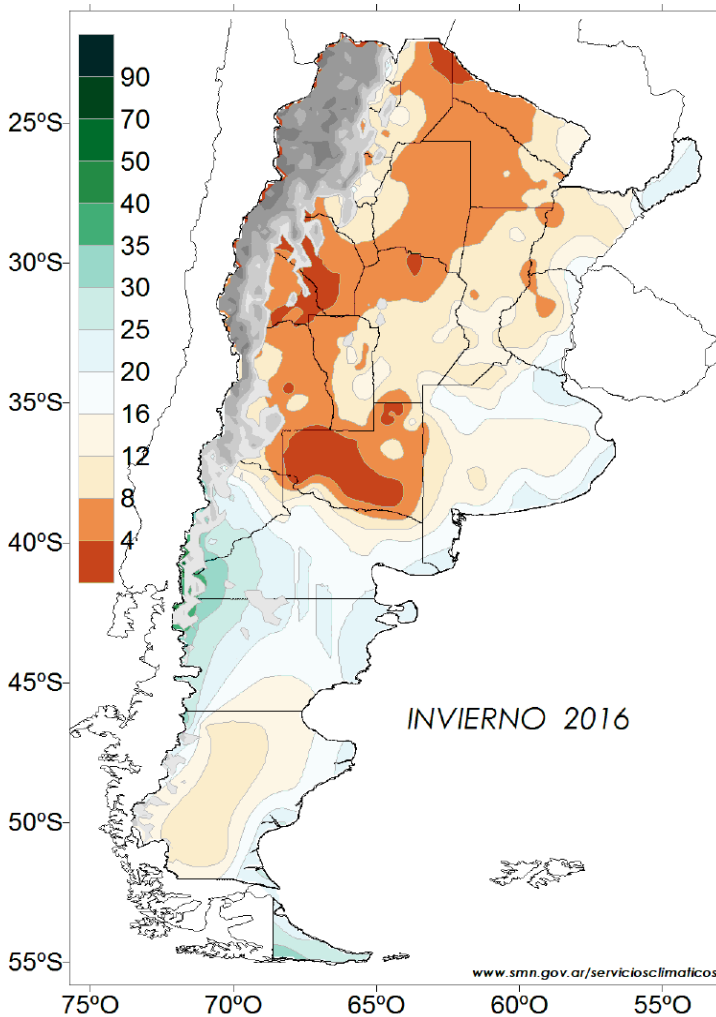 90
70
50
40
35
30
25
20
16
12
8
4
25ºS
30ºS
35ºS
40ºS
45ºS
50ºS
55ºS
INVIERNO 2016
www.smn.gov.ar/serviciosclimaticos
75ºO 70ºO 65ºO 60ºO 55ºO